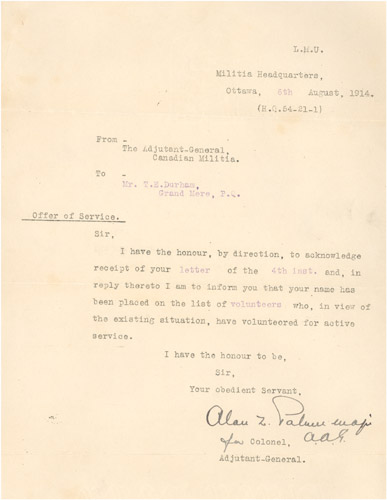 L.M.U.
Militia Headquarters,
Ottawa, 6th August, 1914.
(H.Q.54-21-1)
From -
The Adjutant-General,
Canadian Militia.
To -
Mr. T.E.Durham,
Grand Mere, P.Q.
Offer of Service.
Sir,
I have the honour, by direction, to acknowledge
receipt of your letter of the 4th inst. and, in
reply thereto I am to inform you that your name has
been placed on the list of volunteers who, in view of
the existing situation, have volunteered for active
service.
I have the honour to be,
Sir,
Your obedient Servant,
Alan Z. Palmer Major
A.A.G.
for Colonel,
Adjutant-General.